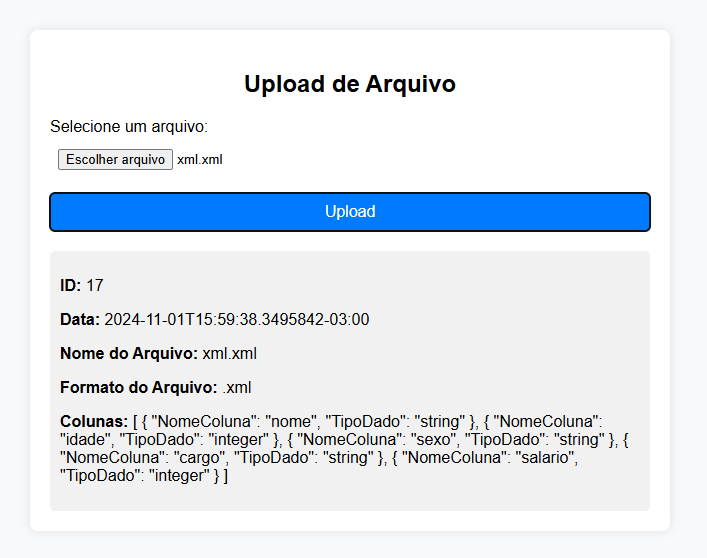 Upload de Arquivo
Selecione um arquivo:
Escolher arquivo xml.xml
Upload
ID: 17
Data: 2024-11-01T15:59:38.3495842-03:00
Nome do Arquivo: xml.xml
Formato do Arquivo: .xml
Colunas: [ { "NomeColuna": "nome", "TipoDado": "string" }, { "NomeColuna":
"idade", "TipoDado": "integer" }, { "NomeColuna": "sexo", "TipoDado": "string" }, {
"NomeColuna": "cargo", "TipoDado": "string" }, { "NomeColuna": "salario",
"TipoDado": "integer" } ]